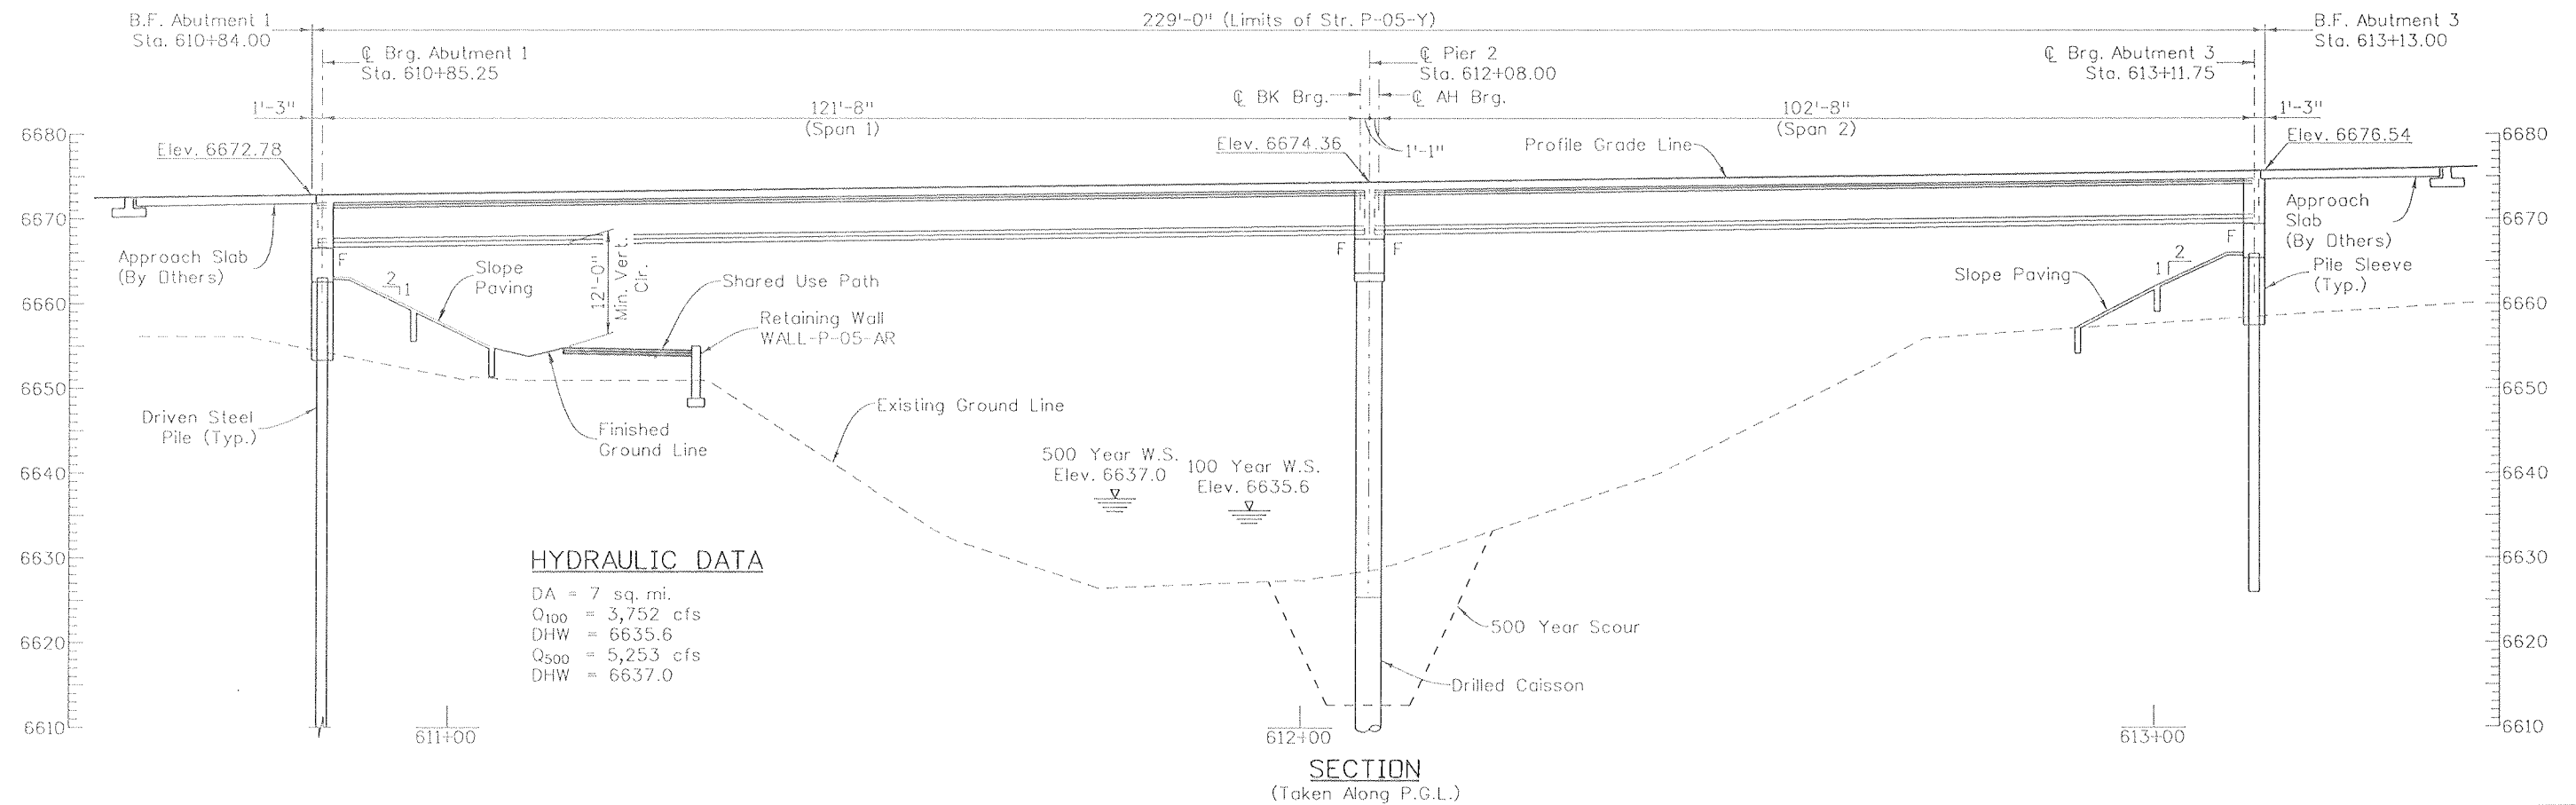 B.F. Abutment 1
Sta. 610+84.00
229'-0" (Limits of Str. P-05-Y)
B.F. Abutment 3
Sta. 613+13.00
℄ Brg. Abutment 1
Sta. 610+85.25
℄ Pier 2
Sta. 612+08.00
℄ Brg. Abutment 3
Sta. 613+11.75
℄ BK Brg.
℄ AH Brg.
1'-3"
121'-8"
(Span 1)
102'-8"
(Span 2)
1'-3"
1'-1"
6680
6670
6660
6650
6640
6630
6620
6610
Elev. 6672.78
Elev. 6674.36
Profile Grade Line
Elev. 6676.54
6680
6670
6660
6650
6640
6630
6620
6610
Approach Slab
(By Others)
F
2
1
Slope
Paving
12'-0"
Min. Vert.
Clr.
Shared Use Path
Retaining Wall
WALL-P-05-AR
F
F
Slope Paving
1
2
F
Approach
Slab
(By Others)
Pile Sleeve
(Typ.)
Driven Steel
Pile (Typ.)
Finished
Ground Line
Existing Ground Line
500 Year W.S.
Elev. 6637.0
100 Year W.S.
Elev. 6635.6
HYDRAULIC DATA
DA = 7 sq. mi.
Q100 = 3,752 cfs
DHW = 6635.6
Q500 = 5,253 cfs
DHW = 6637.0
500 Year Scour
Drilled Caisson
611+00
612+00
613+00
SECTION
(Taken Along P.G.L.)